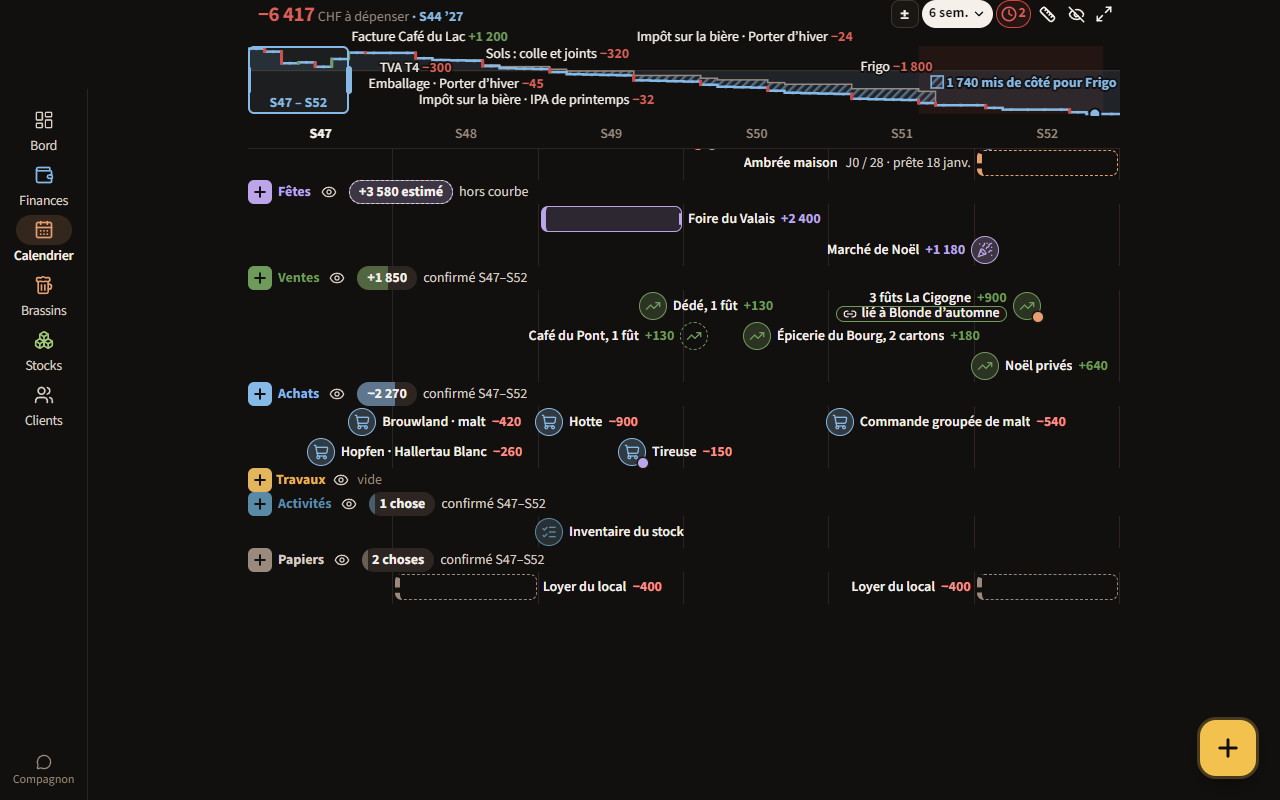 −6 417 CHF à dépenser · S44 ’27
±
6 sem.
2
Facture Café du Lac +1 200
Impôt sur la bière · Porter d’hiver −24
Sols : colle et joints −320
TVA T4 −300
Frigo −1 800
Emballage · Porter d’hiver −45
1 740 mis de côté pour Frigo
Impôt sur la bière · IPA de printemps −32
S47 – S52
S47 S48 S49 S50 S51 S52
Ambrée maison J0 / 28 · prête 18 janv.
Fêtes +3 580 estimé hors courbe
Foire du Valais +2 400
Marché de Noël +1 180
Ventes +1 850 confirmé S47–S52
3 fûts La Cigogne +900
Dédé, 1 fût +130
lié à Blonde d’automne
Café du Pont, 1 fût +130
Épicerie du Bourg, 2 cartons +180
Noël privés +640
Achats −2 270 confirmé S47–S52
Brouwland · malt −420
Hotte −900
Commande groupée de malt −540
Hopfen · Hallertau Blanc −260
Tireuse −150
Travaux vide
Activités 1 chose confirmé S47–S52
Inventaire du stock
Papiers 2 choses confirmé S47–S52
Loyer du local −400
Loyer du local −400
Bord
Finances
Calendrier
Brassins
Stocks
Clients
Compagnon